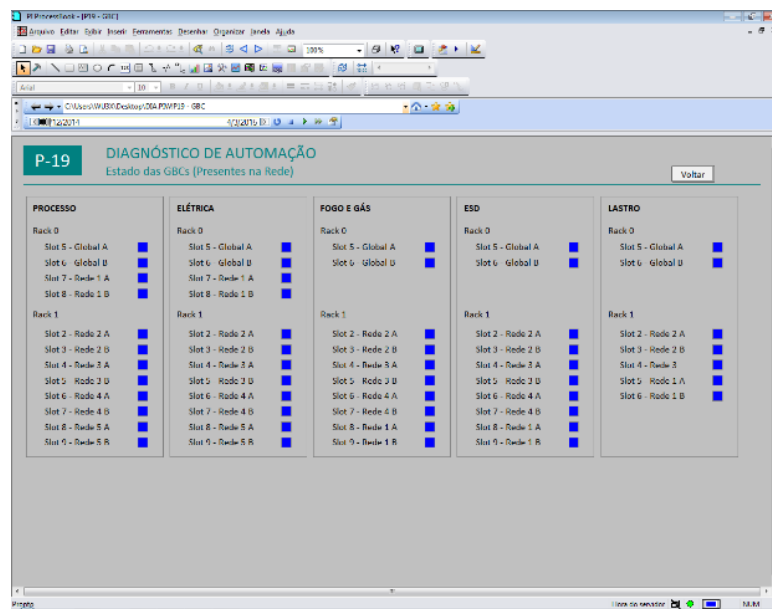 PI ProcessBook - [P19 - GBC]
Arquivo Editar Exibir Inserir Ferramentas Desenhar Organizar Janela Ajuda
100%
Arial 10
C:\Users\WU3X\Desktop\DIA P19\P19 - GBC
4/3/2015
P-19
DIAGNÓSTICO DE AUTOMAÇÃO
Estado das GBCs (Presentes na Rede)
Voltar
PROCESSO
Rack 0
Slot 5 - Global A
Slot 6 - Global B
Slot 7 - Rede 1 A
Slot 8 - Rede 1 B
Rack 1
Slot 2 - Rede 2 A
Slot 3 - Rede 2 B
Slot 4 - Rede 3 A
Slot 5 - Rede 3 B
Slot 6 - Rede 4 A
Slot 7 - Rede 4 B
Slot 8 - Rede 5 A
Slot 9 - Rede 5 B
ELÉTRICA
Rack 0
Slot 5 - Global A
Slot 6 - Global B
Slot 7 - Rede 1 A
Slot 8 - Rede 1 B
Rack 1
Slot 2 - Rede 2 A
Slot 3 - Rede 2 B
Slot 4 - Rede 3 A
Slot 5 - Rede 3 B
Slot 6 - Rede 4 A
Slot 7 - Rede 4 B
Slot 8 - Rede 5 A
Slot 9 - Rede 5 B
FOGO E GÁS
Rack 0
Slot 5 - Global A
Slot 6 - Global B
Rack 1
Slot 2 - Rede 2 A
Slot 3 - Rede 2 B
Slot 4 - Rede 3 A
Slot 5 - Rede 3 B
Slot 6 - Rede 4 A
Slot 7 - Rede 4 B
Slot 8 - Rede 1 A
Slot 9 - Rede 1 B
ESD
Rack 0
Slot 5 - Global A
Slot 6 - Global B
Rack 1
Slot 2 - Rede 2 A
Slot 3 - Rede 2 B
Slot 4 - Rede 3 A
Slot 5 - Rede 3 B
Slot 6 - Rede 4 A
Slot 7 - Rede 4 B
Slot 8 - Rede 1 A
Slot 9 - Rede 1 B
LASTRO
Rack 0
Slot 5 - Global A
Slot 6 - Global B
Rack 1
Slot 2 - Rede 2 A
Slot 3 - Rede 2 B
Slot 4 - Rede 3
Slot 5 - Rede 1 A
Slot 6 - Rede 1 B
Pronto
Hora do servidor NUM